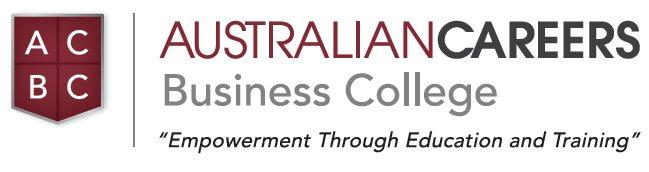 A C
B C
AUSTRALIANCAREERS
Business College
“Empowerment Through Education and Training”